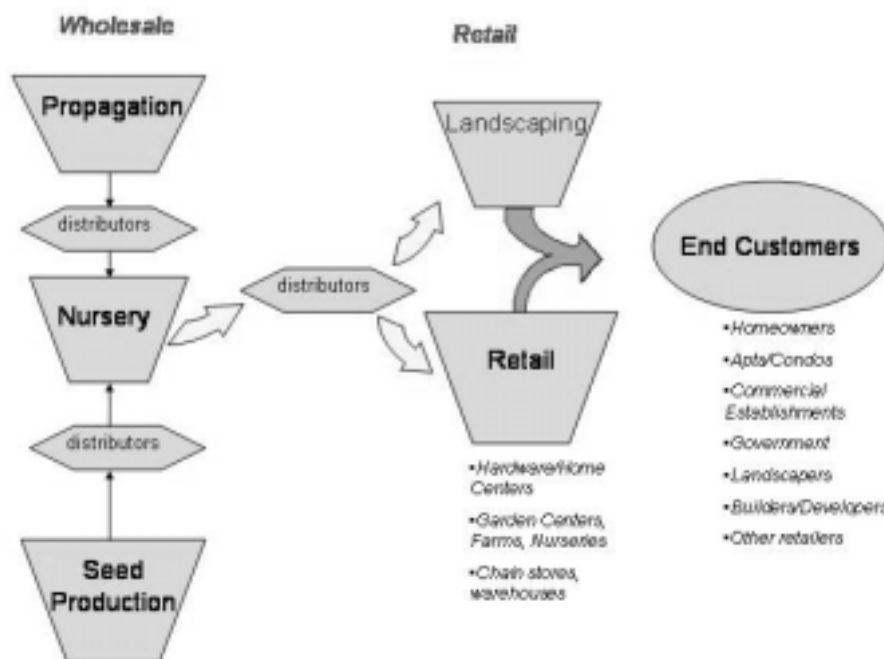 Wholesale
Retail
Propagation
distributors
Nursery
distributors
Seed
Production
distributors
Landscaping
Retail
•Hardware/Home
Centers
•Garden Centers,
Farms, Nurseries
•Chain stores,
warehouses
End Customers
•Homeowners
•Apts/Condos
•Commercial
Establishments
•Government
•Landscapers
•Builders/Developers
•Other retailers